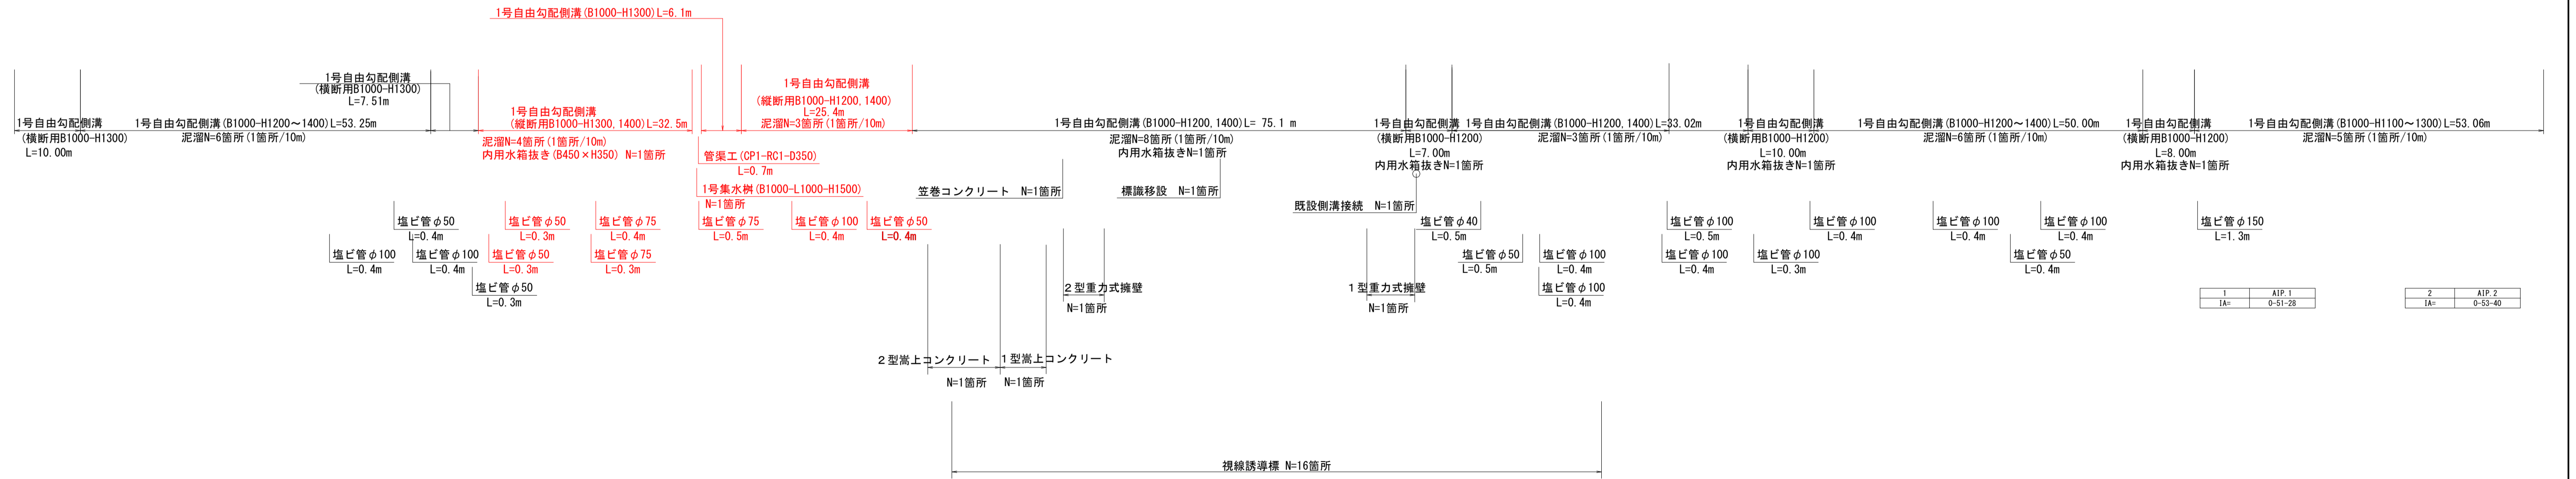 1号自由勾配側溝(B1000-H1300)L=6.1m
1号自由勾配側溝
(横断用B1000-H1300)
L=7.51m
1号自由勾配側溝
(横断用B1000-H1300)
L=10.00m
1号自由勾配側溝(B1000-H1200～1400)L=53.25m
泥溜N=6箇所(1箇所/10m)
1号自由勾配側溝
(縦断用B1000-H1300,1400)L=32.5m
泥溜N=4箇所(1箇所/10m)
内用水箱抜き(B450×H350) N=1箇所
1号自由勾配側溝
(縦断用B1000-H1200,1400)
L=25.4m
泥溜N=3箇所(1箇所/10m)
管渠工(CP1-RC1-D350)
L=0.7m
1号集水桝(B1000-L1000-H1500)
N=1箇所
1号自由勾配側溝(B1000-H1200,1400)L= 75.1 m
泥溜N=8箇所(1箇所/10m)
内用水箱抜きN=1箇所
1号自由勾配側溝
(横断用B1000-H1200)
L=7.00m
内用水箱抜きN=1箇所
1号自由勾配側溝(B1000-H1200,1400)L=33.02m
泥溜N=3箇所(1箇所/10m)
1号自由勾配側溝
(横断用B1000-H1200)
L=10.00m
内用水箱抜きN=1箇所
1号自由勾配側溝(B1000-H1200～1400)L=50.00m
泥溜N=6箇所(1箇所/10m)
1号自由勾配側溝
(横断用B1000-H1200)
L=8.00m
内用水箱抜きN=1箇所
1号自由勾配側溝(B1000-H1100～1300)L=53.06m
泥溜N=5箇所(1箇所/10m)
笠巻コンクリート N=1箇所
標識移設 N=1箇所
既設側溝接続 N=1箇所
塩ビ管φ50
L=0.4m
塩ビ管φ50
L=0.3m
塩ビ管φ75
L=0.4m
塩ビ管φ75
L=0.5m
塩ビ管φ100
L=0.4m
塩ビ管φ50
L=0.4m
塩ビ管φ40
L=0.5m
塩ビ管φ100
L=0.5m
塩ビ管φ100
L=0.4m
塩ビ管φ100
L=0.4m
塩ビ管φ100
L=0.4m
塩ビ管φ150
L=1.3m
塩ビ管φ100
L=0.4m
塩ビ管φ100
L=0.4m
塩ビ管φ50
L=0.3m
塩ビ管φ75
L=0.3m
塩ビ管φ50
L=0.5m
塩ビ管φ100
L=0.4m
塩ビ管φ100
L=0.4m
塩ビ管φ100
L=0.3m
塩ビ管φ50
L=0.4m
塩ビ管φ50
L=0.3m
２型重力式擁壁
N=1箇所
１型重力式擁壁
N=1箇所
塩ビ管φ100
L=0.4m
1 AIP.1
IA= 0-51-28
2 AIP.2
IA= 0-53-40
２型嵩上コンクリート
N=1箇所
１型嵩上コンクリート
N=1箇所
視線誘導標 N=16箇所